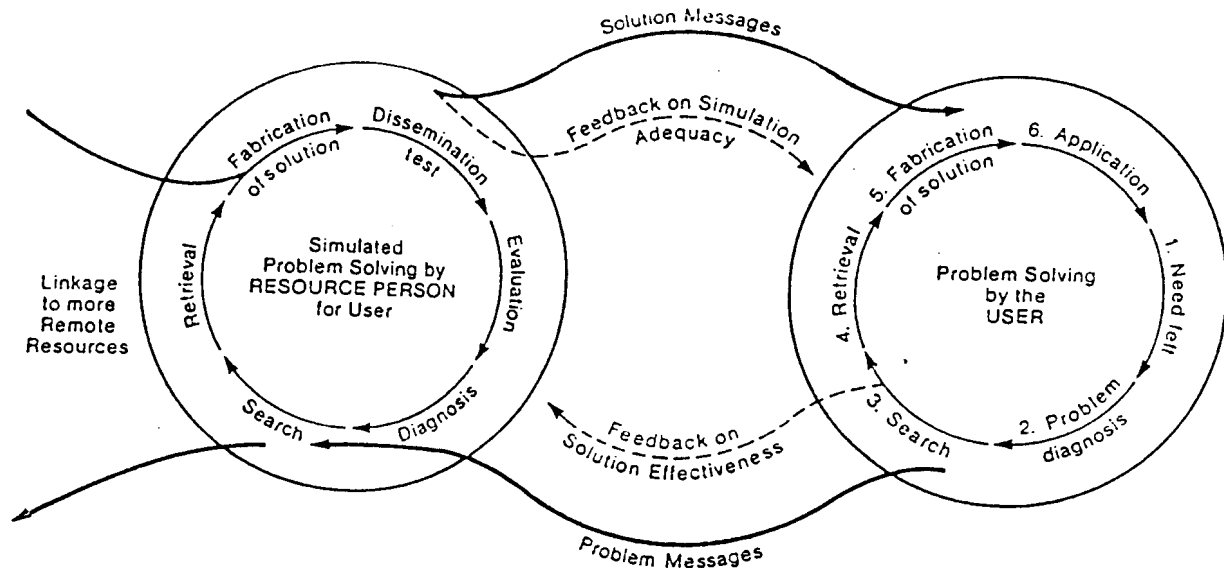 Solution Messages
Feedback on Simulation
Adequacy
Fabrication
of solution
Dissemination
test
Evaluation
Diagnosis
Search
Retrieval
Simulated
Problem Solving by
RESOURCE PERSON
for User
Linkage
to more
Remote
Resources
5. Fabrication
of solution
6. Application
1. Need felt
2. Problem
diagnosis
3. Search
4. Retrieval
Problem Solving
by the
USER
Feedback on
Solution Effectiveness
Problem Messages